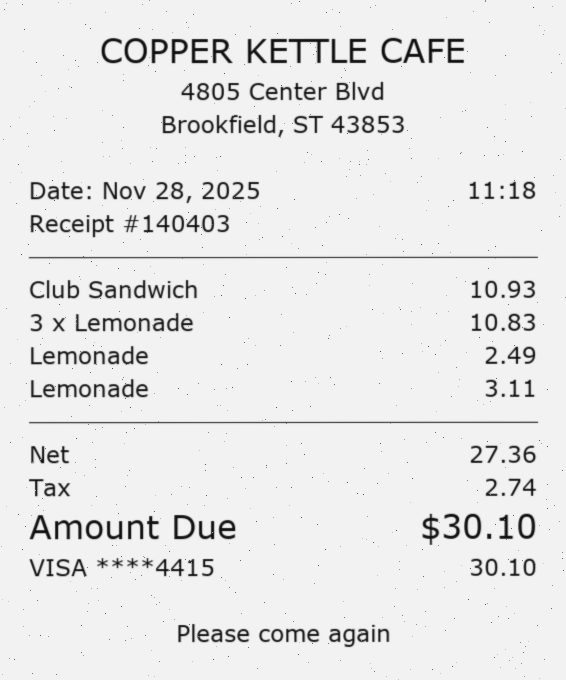 COPPER KETTLE CAFE
4805 Center Blvd
Brookfield, ST 43853
Date: Nov 28, 2025 11:18
Receipt #140403
Club Sandwich 10.93
3 x Lemonade 10.83
Lemonade 2.49
Lemonade 3.11
Net 27.36
Tax 2.74
Amount Due $30.10
VISA ****4415 30.10
Please come again